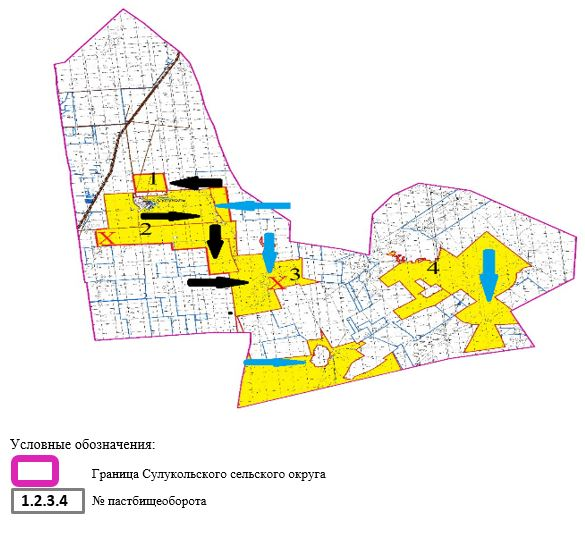 1
2
X
3
X
4
Условные обозначения:
Граница Сулукольского сельского округа
1.2.3.4 № пастбищеоборота